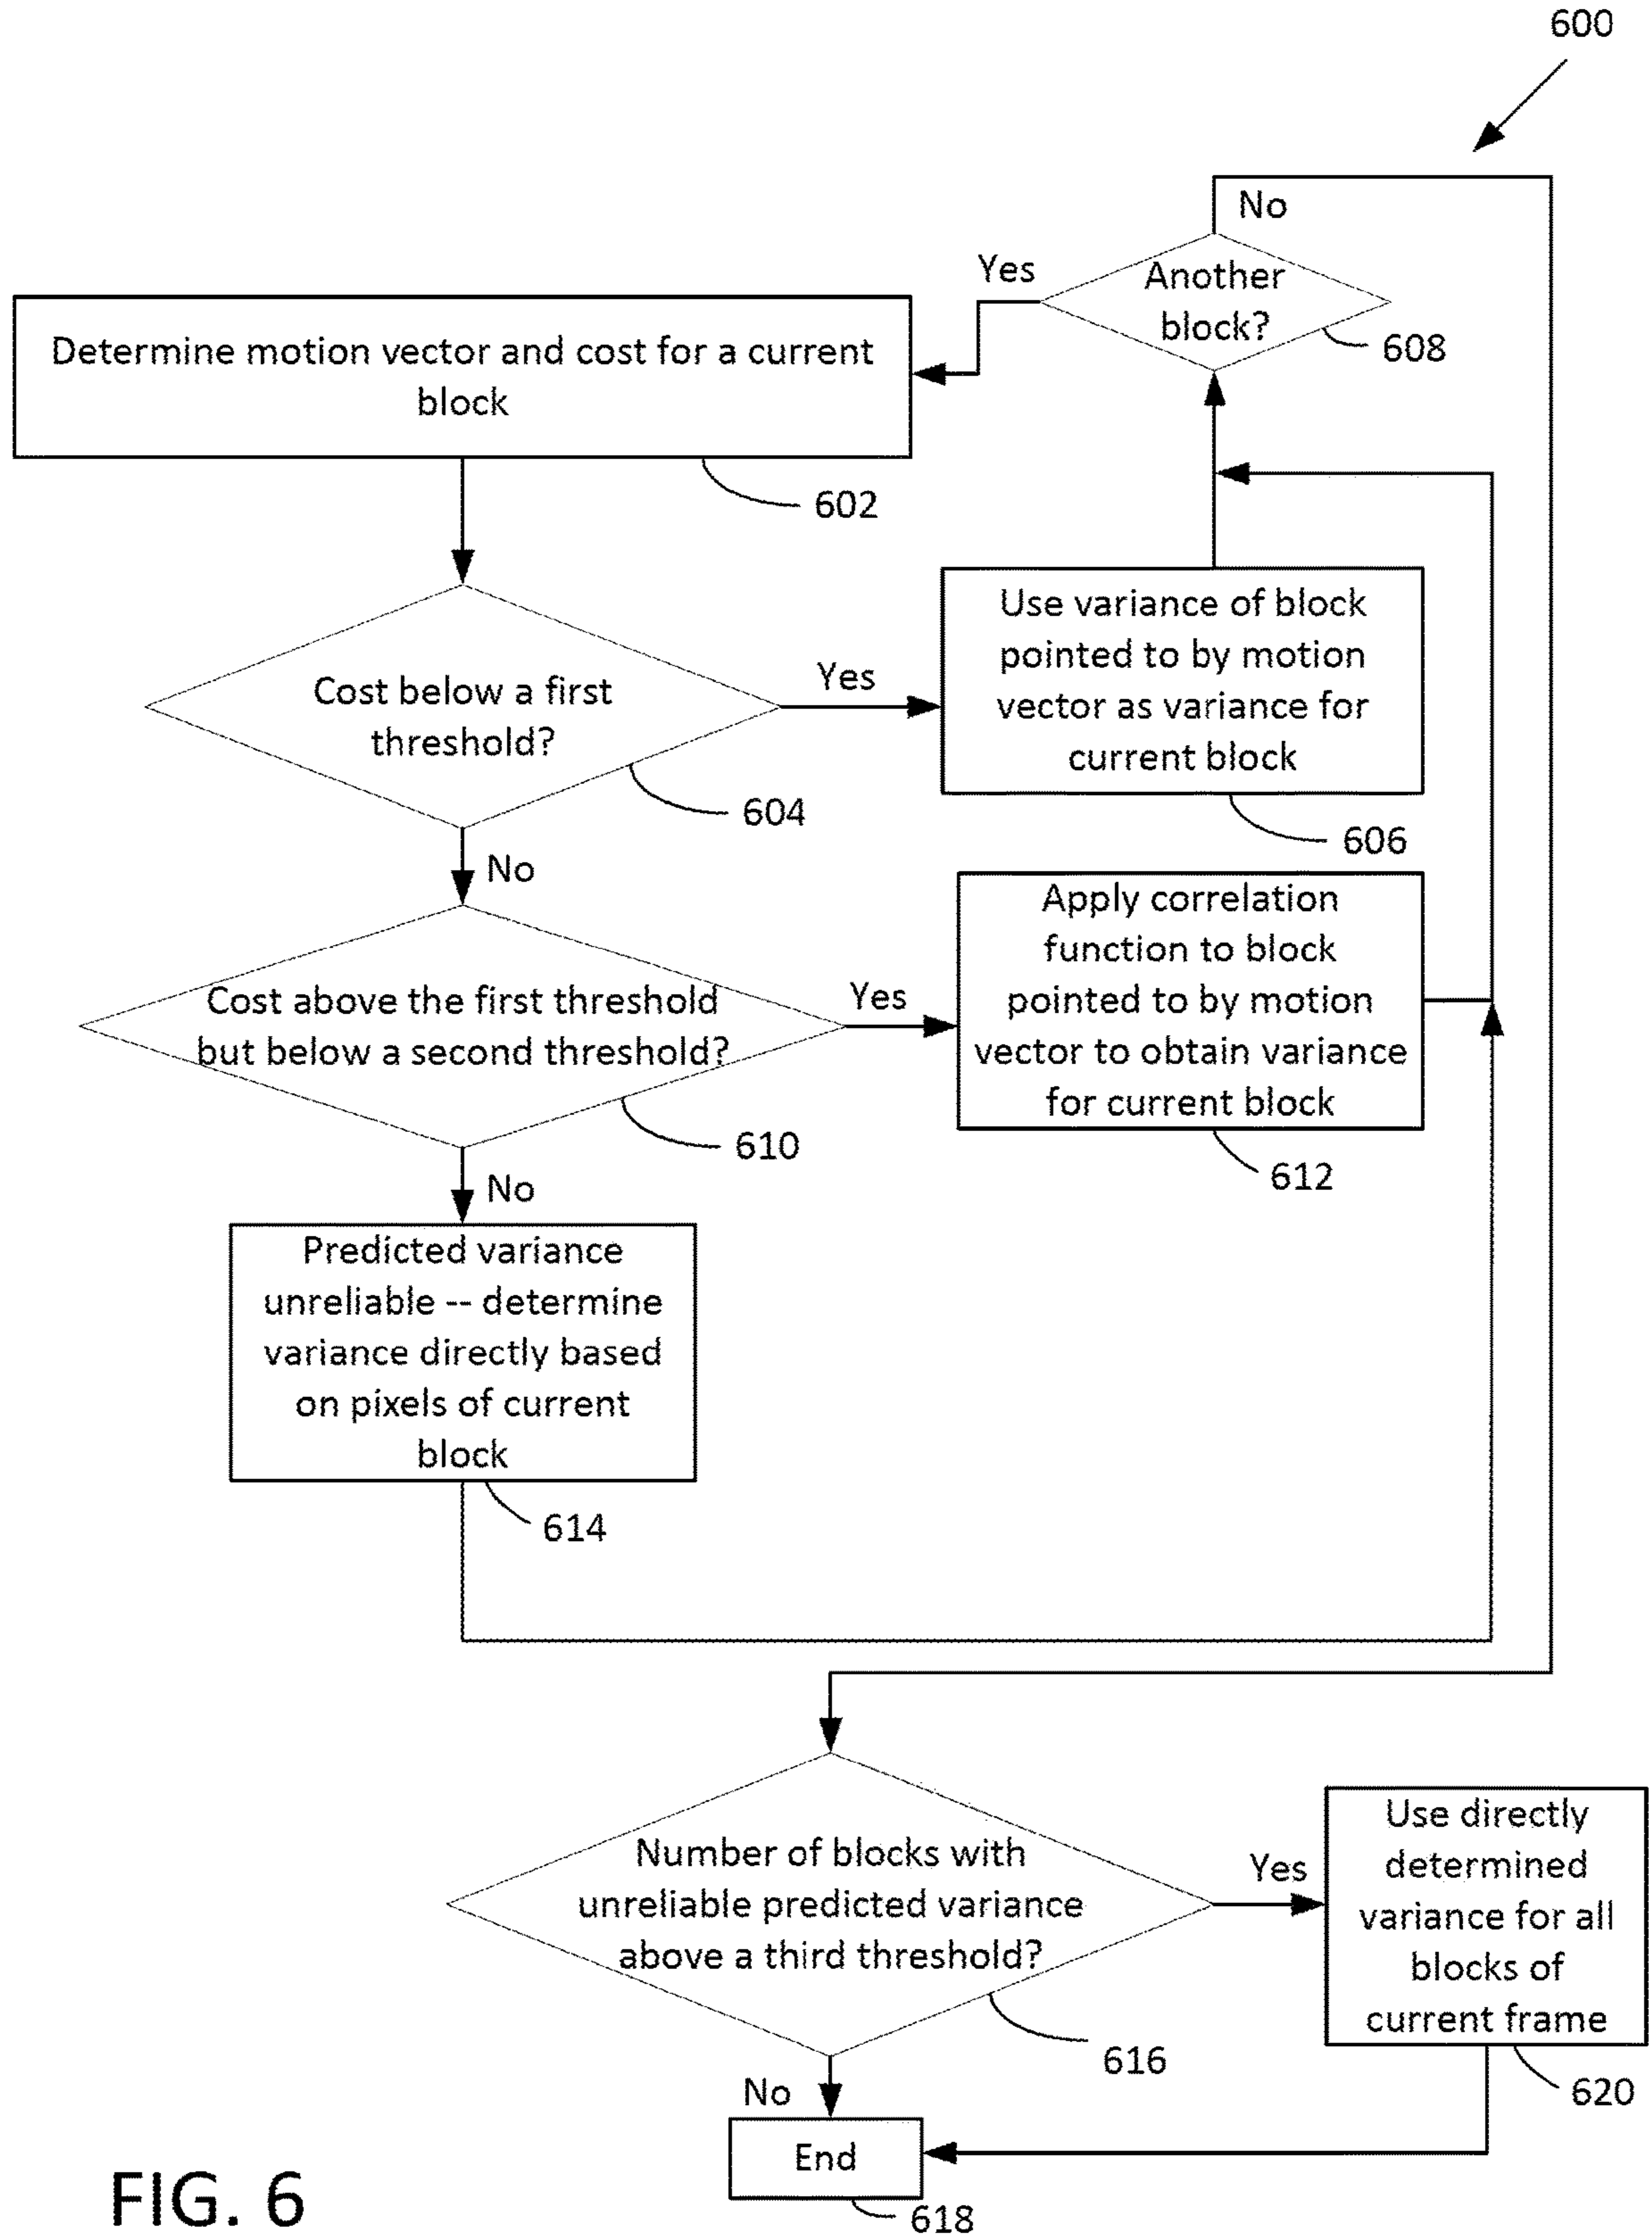 600
No
Yes
Another
block?
608
Determine motion vector and cost for a current
block
602
Cost below a first
threshold?
604
Yes
Use variance of block
pointed to by motion
vector as variance for
current block
606
No
Cost above the first threshold
but below a second threshold?
610
Yes
Apply correlation
function to block
pointed to by motion
vector to obtain variance
for current block
612
No
Predicted variance
unreliable -- determine
variance directly based
on pixels of current
block
614
Number of blocks with
unreliable predicted variance
above a third threshold?
616
Yes
Use directly
determined
variance for all
blocks of
current frame
620
No
End
618
FIG. 6